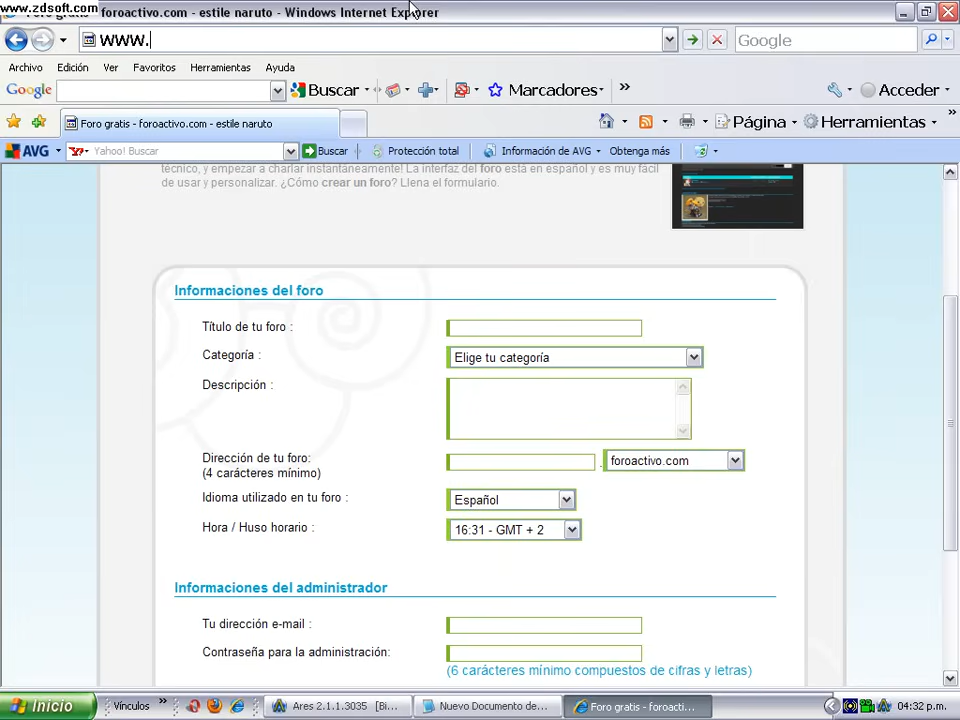 www.zdsoft.com
foroactivo.com - estile naruto - Windows Internet Explorer
WWW.
Google
Archivo Edición Ver Favoritos Herramientas Ayuda
Google Buscar Marcadores Acceder
Foro gratis - foroactivo.com - estile naruto
Página Herramientas
AVG Yahoo! Buscar Buscar Protección total Información de AVG Obtenga más
técnico, y empezar a charlar instantaneamente! La interfaz del foro está en español y es muy fácil
de usar y personalizar. ¿Cómo crear un foro? Llena el formulario.
Informaciones del foro
Título de tu foro :
Categoría : Elige tu categoría
Descripción :
Dirección de tu foro: . foroactivo.com
(4 carácteres mínimo)
Idioma utilizado en tu foro : Español
Hora / Huso horario : 16:31 - GMT + 2
Informaciones del administrador
Tu dirección e-mail :
Contraseña para la administración:
(6 carácteres mínimo compuestos de cifras y letras)
Inicio Vínculos Ares 2.1.1.3035 [Bi... Nuevo Documento de... Foro gratis - foroacti... 04:32 p.m.